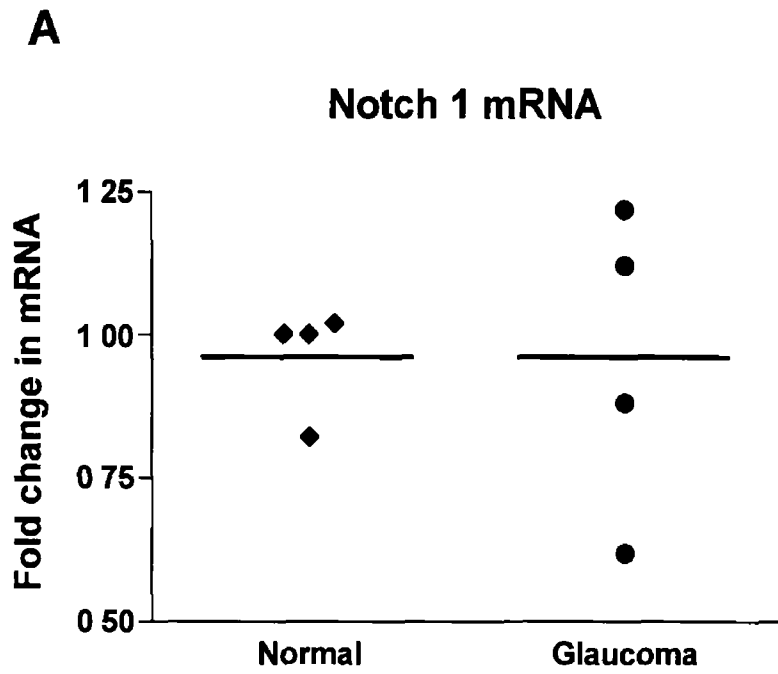 A
Notch 1 mRNA
Fold change in mRNA
1 25
1 00
0 75
0 50
Normal Glaucoma